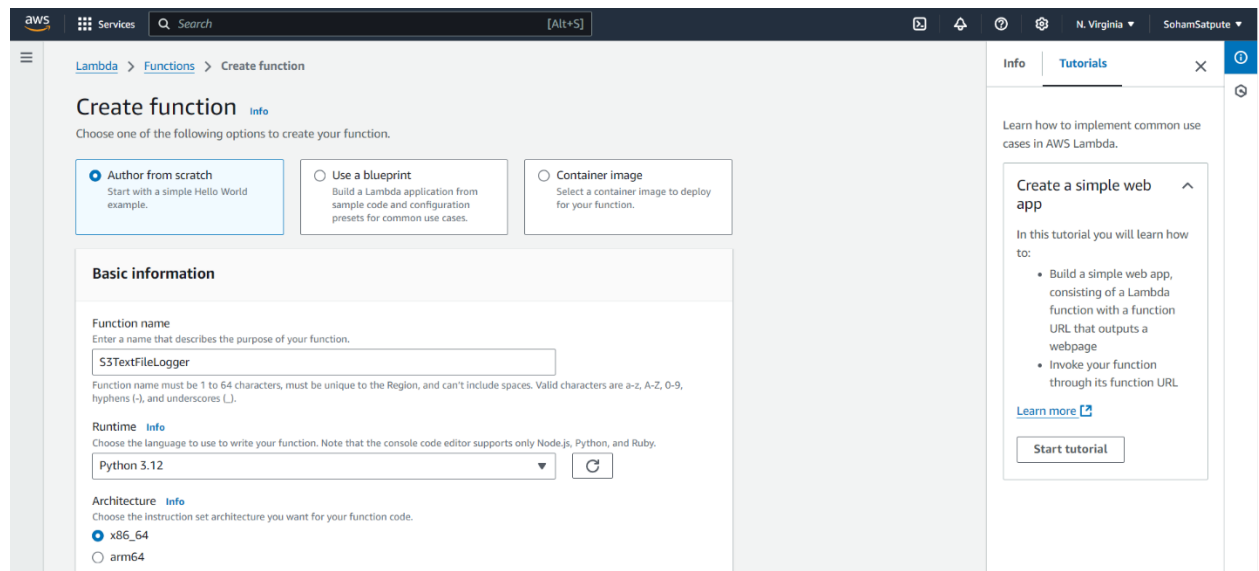 aws
Services
Search
[Alt+S]
N. Virginia ▼
SohamSatpute ▼
Lambda > Functions > Create function
Create function Info
Choose one of the following options to create your function.
Author from scratch
Start with a simple Hello World
example.
Use a blueprint
Build a Lambda application from
sample code and configuration
presets for common use cases.
Container image
Select a container image to deploy
for your function.
Basic information
Function name
Enter a name that describes the purpose of your function.
S3TextFileLogger
Function name must be 1 to 64 characters, must be unique to the Region, and can't include spaces. Valid characters are a-z, A-Z, 0-9,
hyphens (-), and underscores (_).
Runtime Info
Choose the language to use to write your function. Note that the console code editor supports only Node.js, Python, and Ruby.
Python 3.12
Architecture Info
Choose the instruction set architecture you want for your function code.
x86_64
arm64
Info
Tutorials
Learn how to implement common use
cases in AWS Lambda.
Create a simple web
app
In this tutorial you will learn how
to:
• Build a simple web app,
consisting of a Lambda
function with a function
URL that outputs a
webpage
• Invoke your function
through its function URL
Learn more
Start tutorial